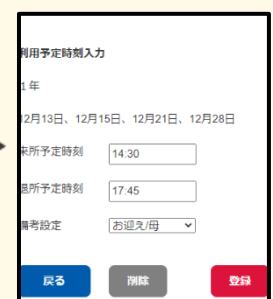 利用予定時刻入力
1年
12月13日、12月15日、12月21日、12月28日
来所予定時刻 14:30
退所予定時刻 17:45
備考設定 お迎え/母
戻る 削除 登録